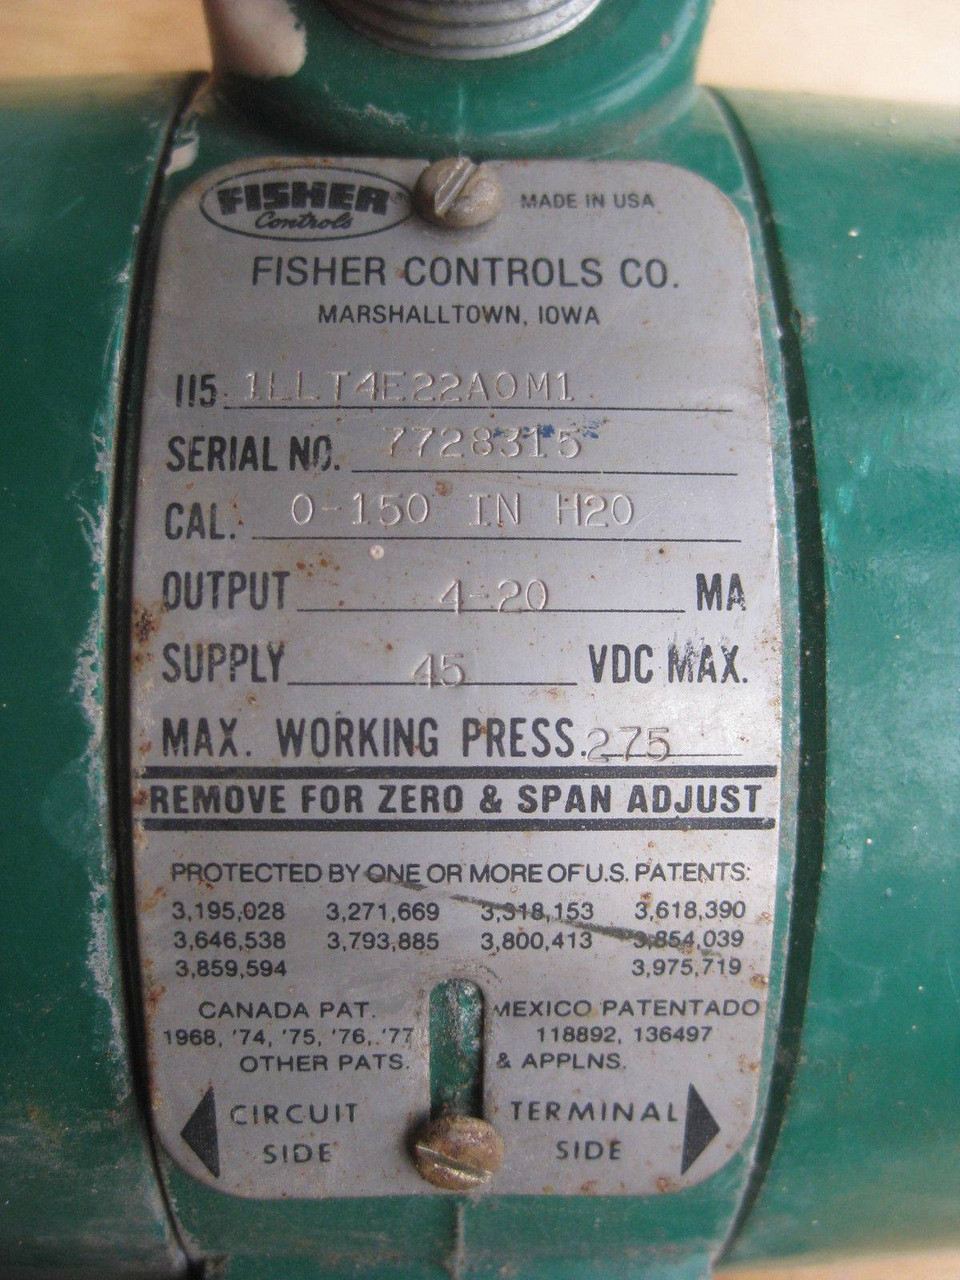 FISHER
Controls
MADE IN USA
FISHER CONTROLS CO.
MARSHALLTOWN, IOWA
115 1LLT4E22A0M1
SERIAL NO. 7728315
CAL. 0-150 IN H20
OUTPUT 4-20 MA
SUPPLY 45 VDC MAX.
MAX. WORKING PRESS. 275
REMOVE FOR ZERO & SPAN ADJUST
PROTECTED BY ONE OR MORE OF U.S. PATENTS:
3,195,028 3,271,669 3,318,153 3,618,390
3,646,538 3,793,885 3,800,413 3,854,039
3,859,594 3,975,719
CANADA PAT. MEXICO PATENTADO
1968, '74, '75, '76, '77 118892, 136497
OTHER PATS. & APPLNS.
CIRCUIT TERMINAL
SIDE SIDE